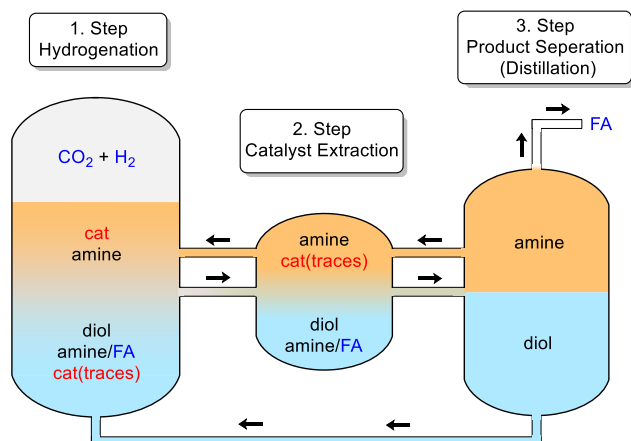 1. Step
Hydrogenation
2. Step
Catalyst Extraction
3. Step
Product Seperation
(Distillation)
FA
CO₂ + H₂
cat
amine
diol
amine/FA
cat(traces)
amine
cat(traces)
diol
amine/FA
amine
diol